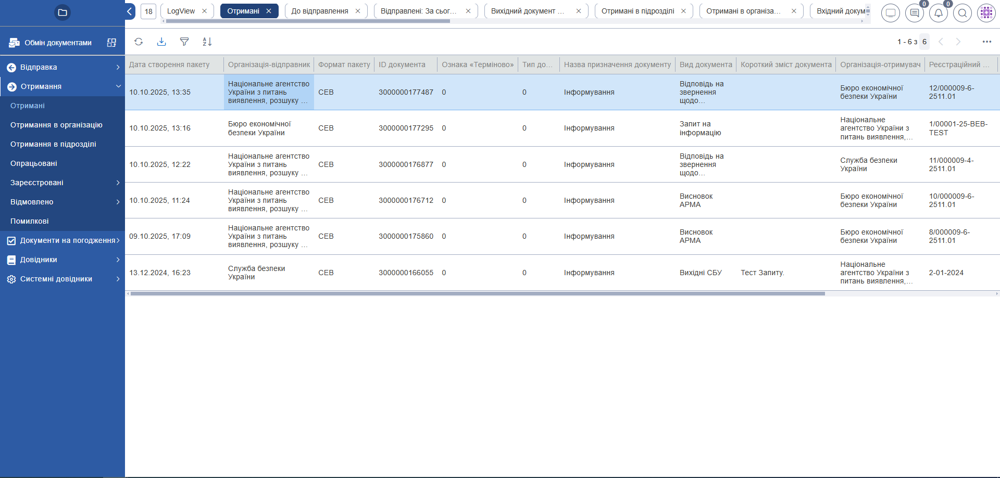 18
LogView
Отримані
До відправлення
Відправлені: За сьог...
Вихідний документ ...
Отримані в підрозділі
Отримані в організа...
Вхідний докум
0
0
Обмін документами
1 - 6 з 6
Відправка
Отримання
Отримані
Отримання в організацію
Отримання в підрозділі
Опрацьовані
Зареєстровані
Відмовлено
Помилкові
Документи на погодження
Довідники
Системні довідники
Дата створення пакету
Організація-відправник
Формат пакету
ID документа
Ознака «Терміново»
Тип до...
Назва призначення документу
Вид документа
Короткий зміст документа
Організація-отримувач
Реєстраційний ...
10.10.2025, 13:35
Національне агентство
України з питань
виявлення, розшуку ...
СЕВ
3000000177487
0
0
Інформування
Відповідь на
звернення
щодо...
Бюро економічної
безпеки України
12/000009-6-
2511.01
10.10.2025, 13:16
Бюро економічної
безпеки України
СЕВ
3000000177295
0
0
Інформування
Запит на
інформацію
Національне
агентство України з
питань виявлення,...
1/00001-25-BEB-
TEST
10.10.2025, 12:22
Національне агентство
України з питань
виявлення, розшуку ...
СЕВ
3000000176877
0
0
Інформування
Відповідь на
звернення
щодо...
Служба безпеки
України
11/000009-4-
2511.01
10.10.2025, 11:24
Національне агентство
України з питань
виявлення, розшуку ...
СЕВ
3000000176712
0
0
Інформування
Висновок
АРМА
Бюро економічної
безпеки України
10/000009-6-
2511.01
09.10.2025, 17:09
Національне агентство
України з питань
виявлення, розшуку ...
СЕВ
3000000175860
0
0
Інформування
Висновок
АРМА
Бюро економічної
безпеки України
8/000009-6-
2511.01
13.12.2024, 16:23
Служба безпеки
України
СЕВ
3000000166055
0
0
Інформування
Вихідні СБУ
Тест Запиту.
Національне
агентство України з
питань виявлення,...
2-01-2024